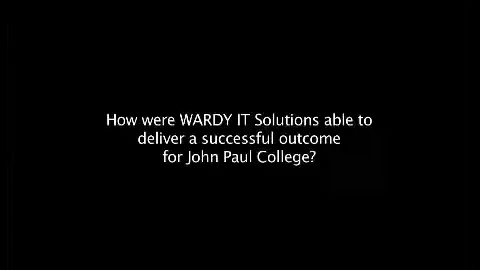 How were WARDY IT Solutions able to
deliver a successful outcome
for John Paul College?